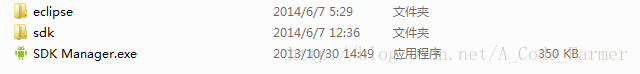 eclipse 2014/6/7 5:29 文件夹
sdk 2014/6/7 12:36 文件夹
SDK Manager.exe 2013/10/30 14:49 应用程序 350 KB
http://blog.csdn.net/A_Code_Farmer